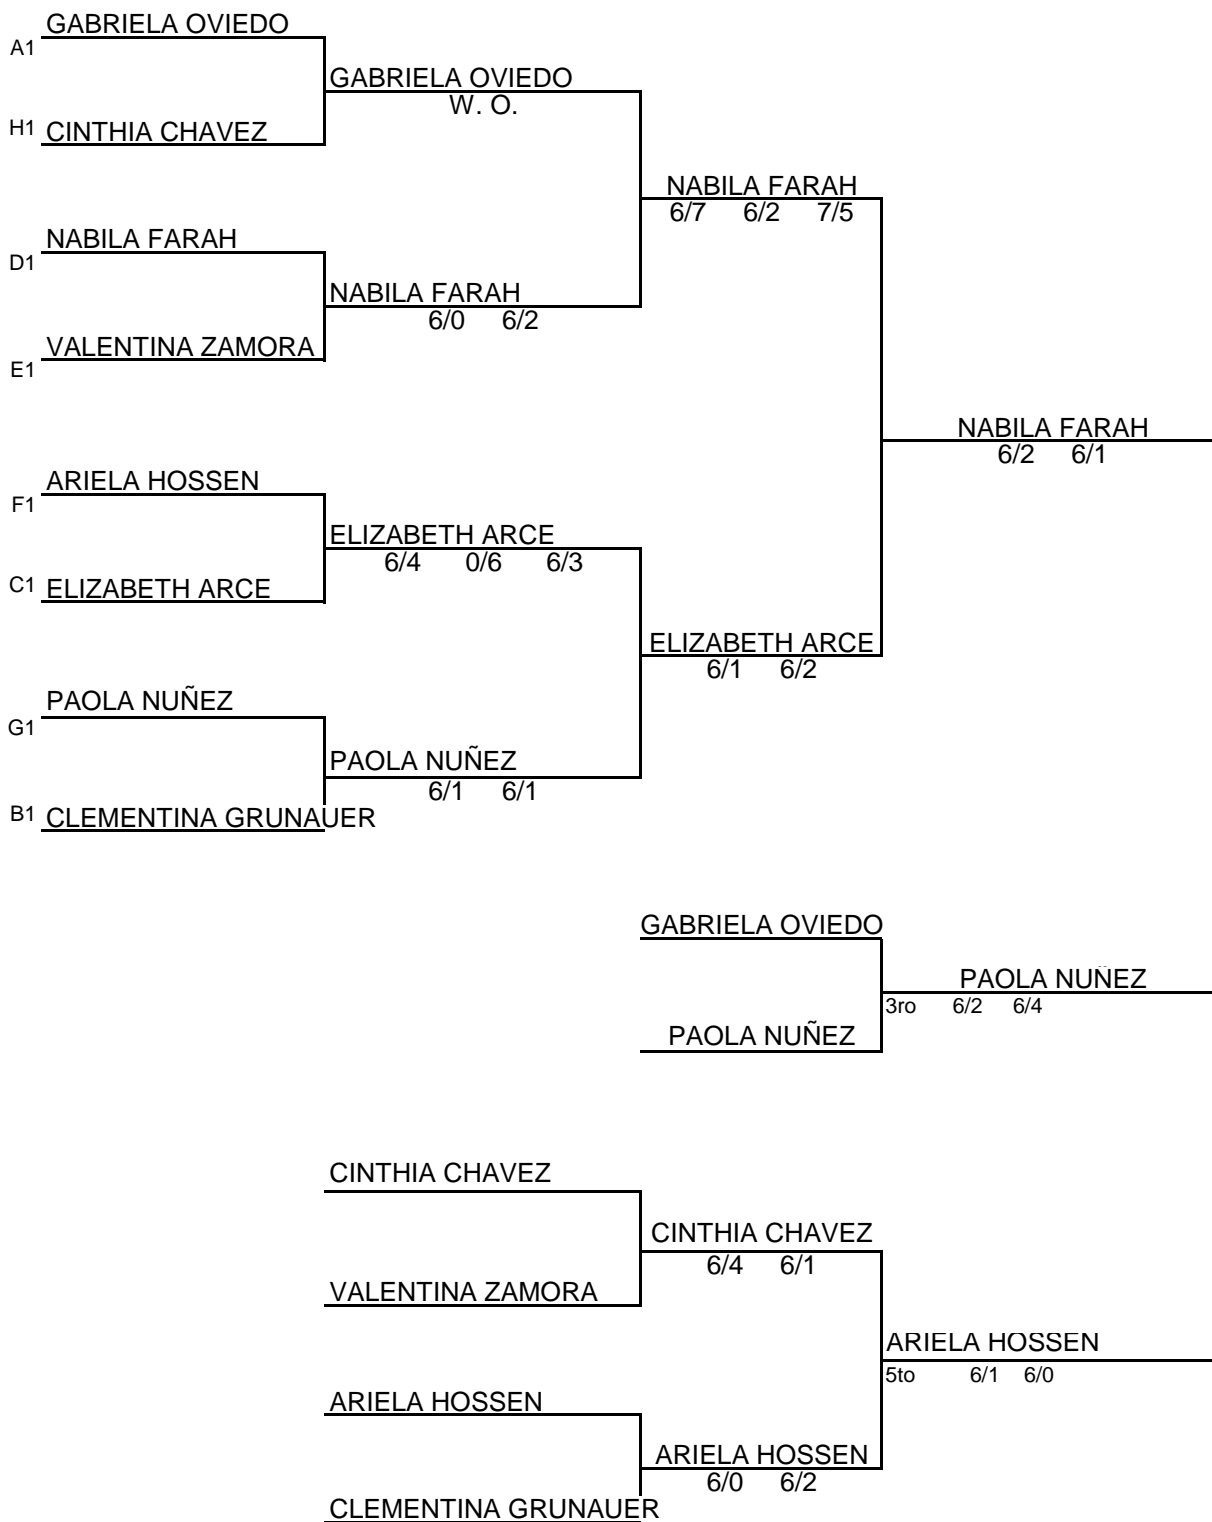 GABRIELA OVIEDO
A1
GABRIELA OVIEDO
W. O.
H1 CINTHIA CHAVEZ
NABILA FARAH
6/7 6/2 7/5
NABILA FARAH
D1
NABILA FARAH
6/0 6/2
VALENTINA ZAMORA
E1
NABILA FARAH
6/2 6/1
ARIELA HOSSEN
F1
ELIZABETH ARCE
6/4 0/6 6/3
C1 ELIZABETH ARCE
ELIZABETH ARCE
6/1 6/2
PAOLA NUÑEZ
G1
PAOLA NUÑEZ
6/1 6/1
B1 CLEMENTINA GRUNAUER
GABRIELA OVIEDO
PAOLA NUÑEZ
3ro 6/2 6/4
PAOLA NUÑEZ
CINTHIA CHAVEZ
CINTHIA CHAVEZ
6/4 6/1
VALENTINA ZAMORA
ARIELA HOSSEN
5to 6/1 6/0
ARIELA HOSSEN
ARIELA HOSSEN
6/0 6/2
CLEMENTINA GRUNAUER